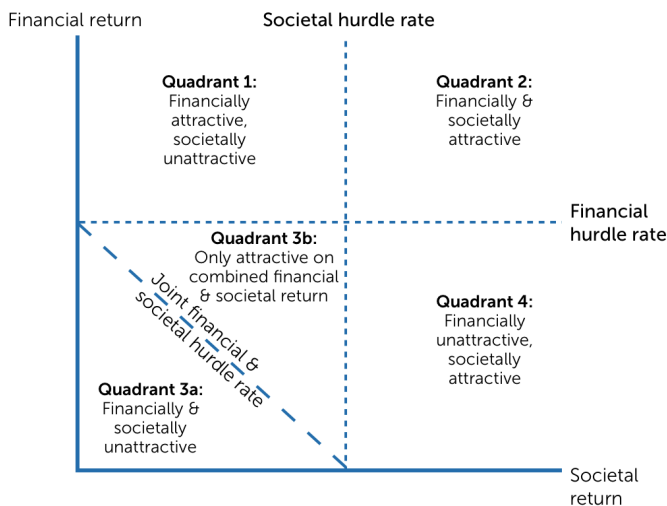 Financial return
Societal hurdle rate
Quadrant 1:
Financially
attractive,
societally
unattractive
Quadrant 2:
Financially &
societally
attractive
Financial
hurdle rate
Quadrant 3b:
Only attractive on
combined financial
& societal return
Joint financial &
societal hurdle rate
Quadrant 4:
Financially
unattractive,
societally
attractive
Quadrant 3a:
Financially &
societally
unattractive
Societal
return